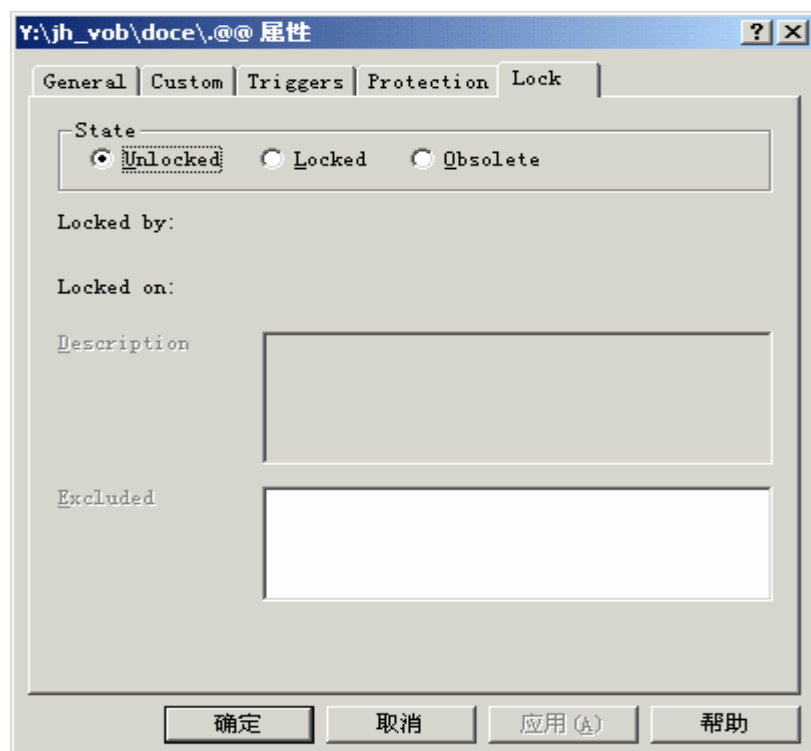 Y:\jh_vob\doce\.@@ 属性
General Custom Triggers Protection Lock
State
Unlocked Locked Obsolete
Locked by:
Locked on:
Description
Excluded
确定 取消 应用(A) 帮助